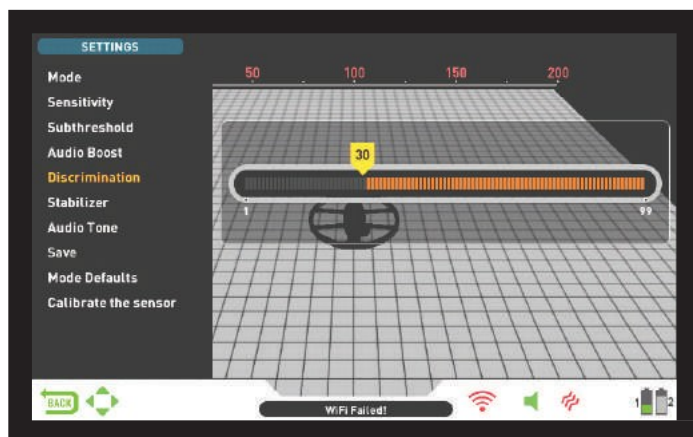 SETTINGS
Mode
Sensitivity
Subthreshold
Audio Boost
Discrimination
Stabilizer
Audio Tone
Save
Mode Defaults
Calibrate the sensor
50 100 150 200
30
1 99
BACK
WiFi Failed!
1 2